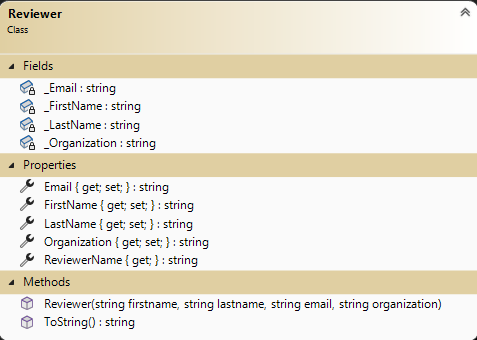 Reviewer
Class
Fields
_Email : string
_FirstName : string
_LastName : string
_Organization : string
Properties
Email { get; set; } : string
FirstName { get; set; } : string
LastName { get; set; } : string
Organization { get; set; } : string
ReviewerName { get; } : string
Methods
Reviewer(string firstname, string lastname, string email, string organization)
ToString() : string